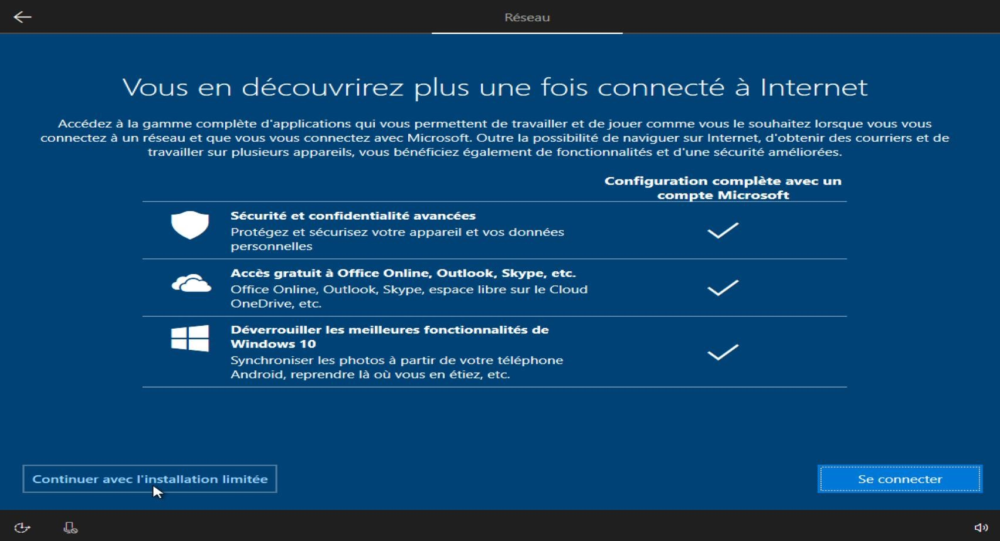 Réseau
Vous en découvrirez plus une fois connecté à Internet
Accédez à la gamme complète d'applications qui vous permettent de travailler et de jouer comme vous le souhaitez lorsque vous vous
connectez à un réseau et que vous vous connectez avec Microsoft. Outre la possibilité de naviguer sur Internet, d'obtenir des courriers et de
travailler sur plusieurs appareils, vous bénéficiez également de fonctionnalités et d'une sécurité améliorées.
Configuration complète avec un
compte Microsoft
Sécurité et confidentialité avancées
Protégez et sécurisez votre appareil et vos données
personnelles
Accès gratuit à Office Online, Outlook, Skype, etc.
Office Online, Outlook, Skype, espace libre sur le Cloud
OneDrive, etc.
Déverrouiller les meilleures fonctionnalités de
Windows 10
Synchroniser les photos à partir de votre téléphone
Android, reprendre là où vous en étiez, etc.
Continuer avec l'installation limitée
Se connecter